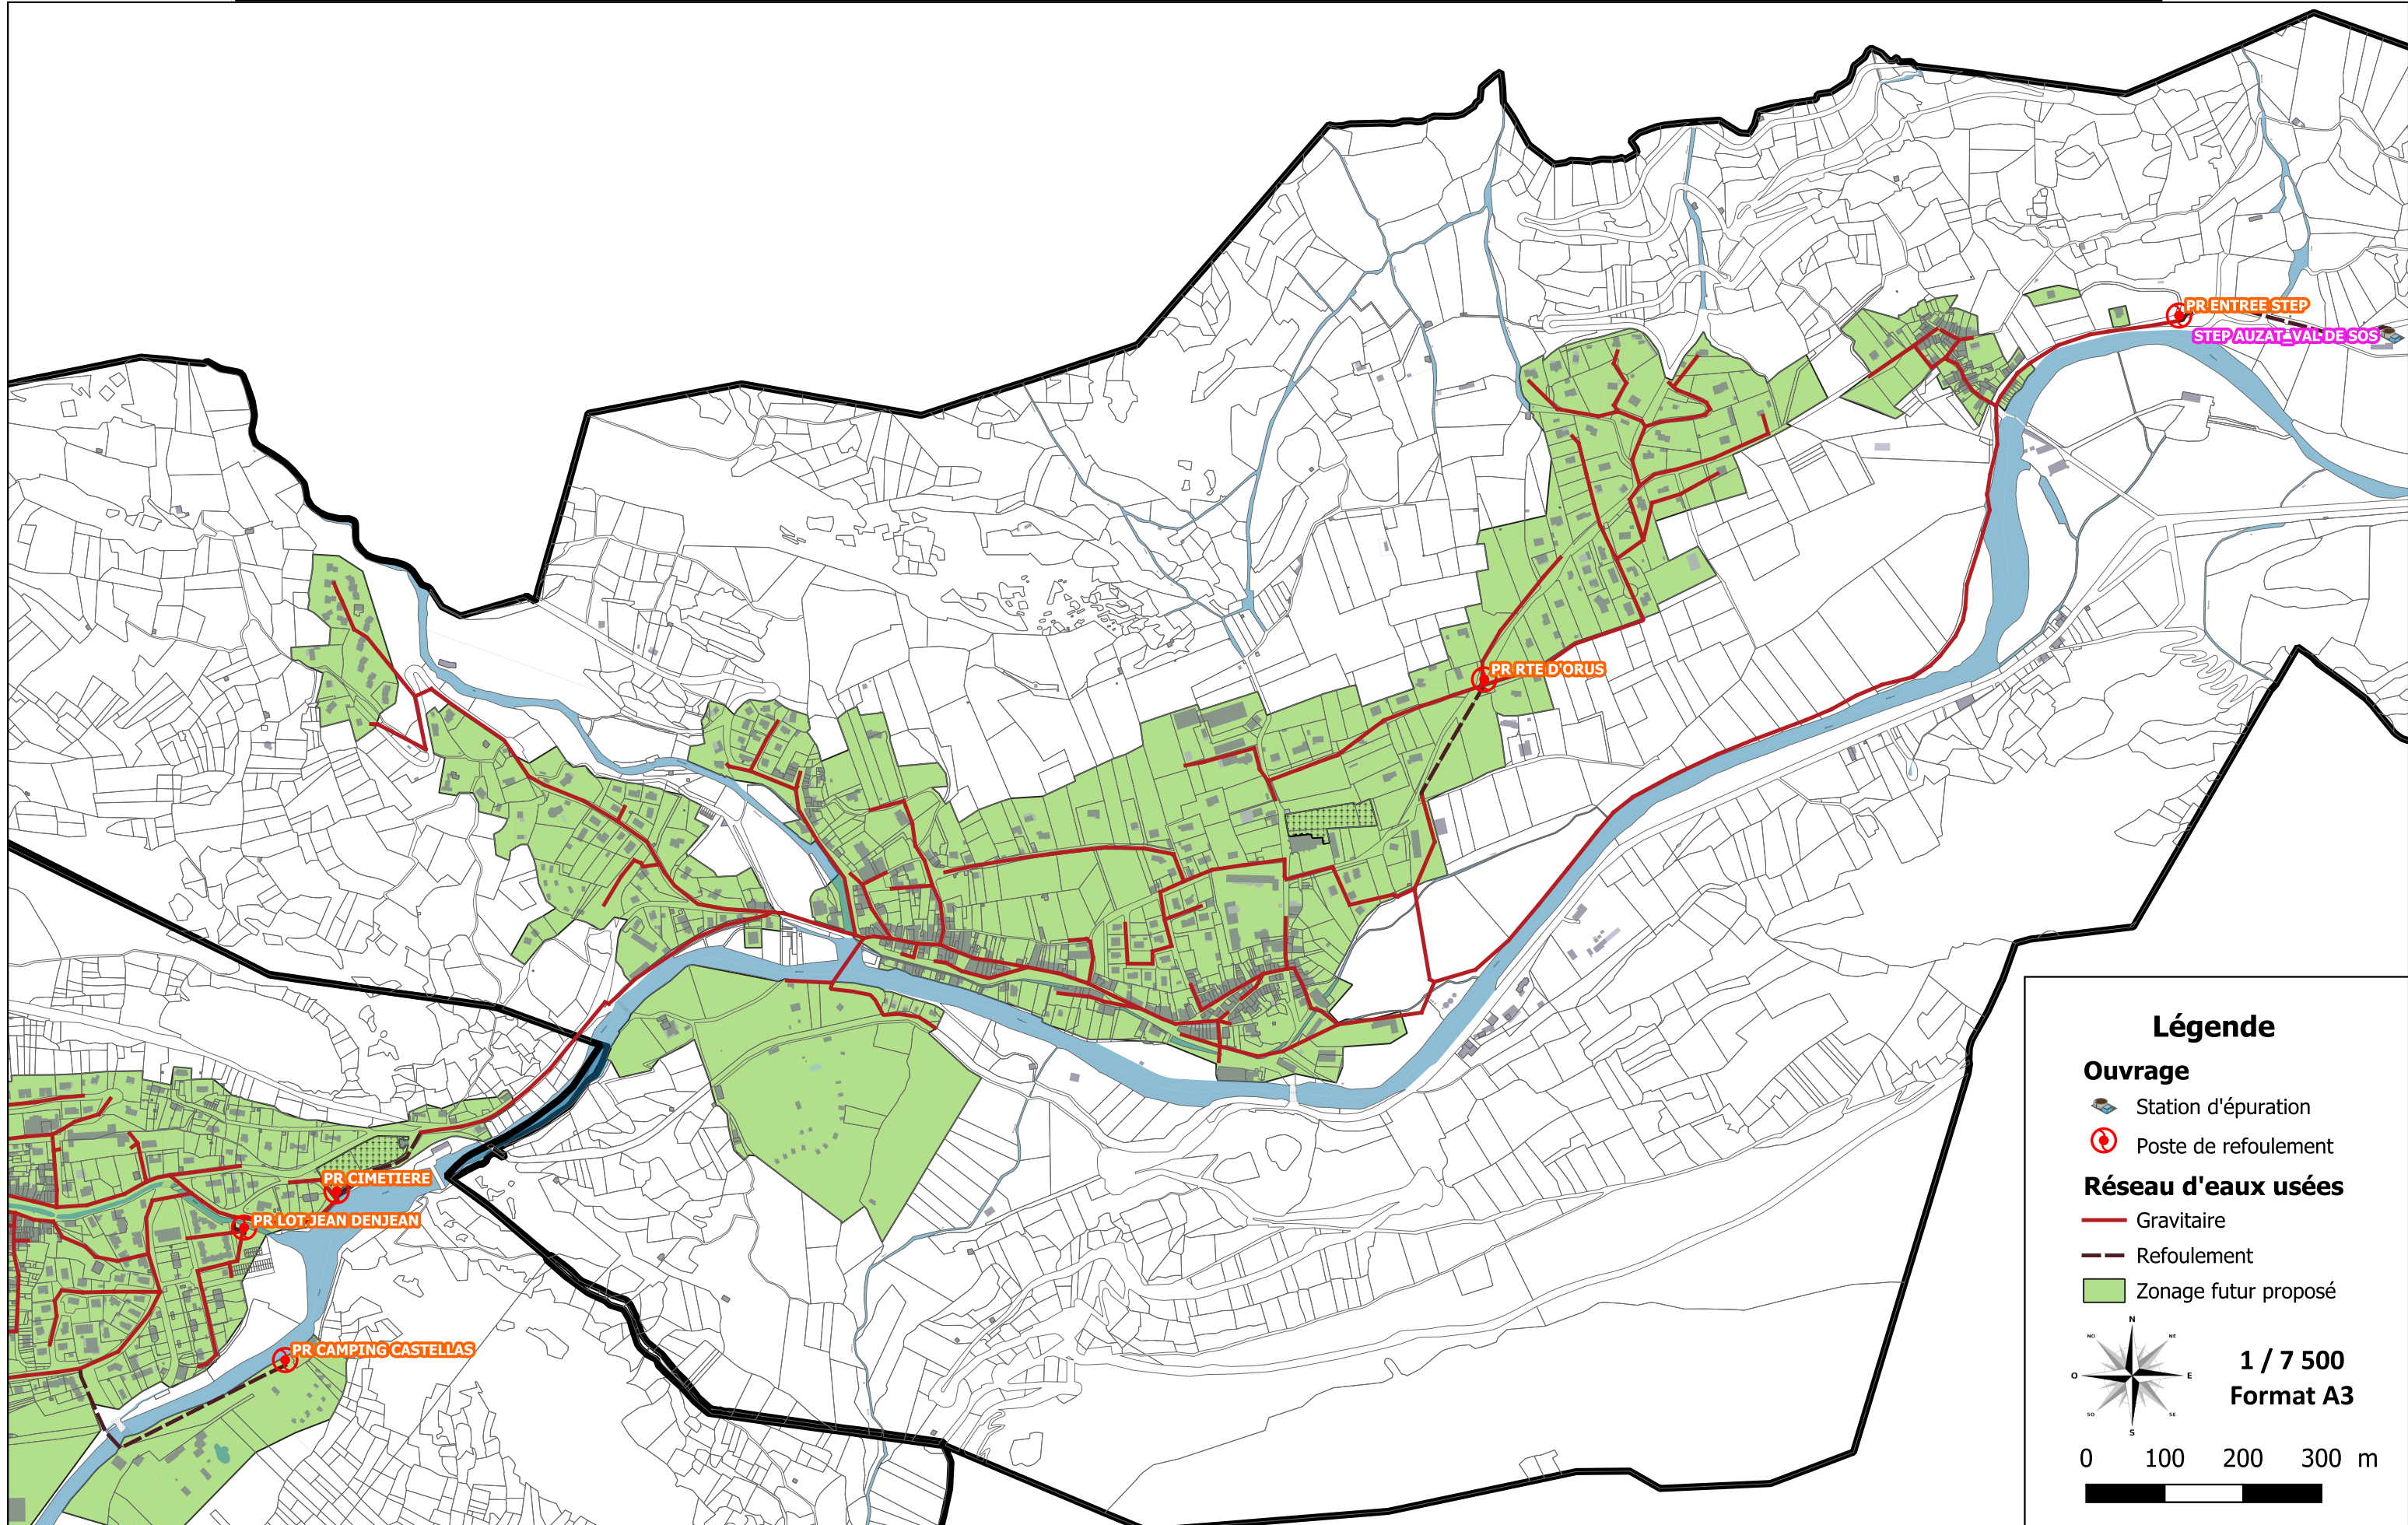 PR ENTREE STEP
STEP AUZAT_VAL DE SOS
PR RTE D'ORUS
PR CIMETIERE
PR LOT JEAN DENJEAN
PR CAMPING CASTELLAS
Légende
Ouvrage
Station d'épuration
Poste de refoulement
Réseau d'eaux usées
Gravitaire
Refoulement
Zonage futur proposé
N
NO NE
O E
SO SE
S
1 / 7 500
Format A3
0 100 200 300 m